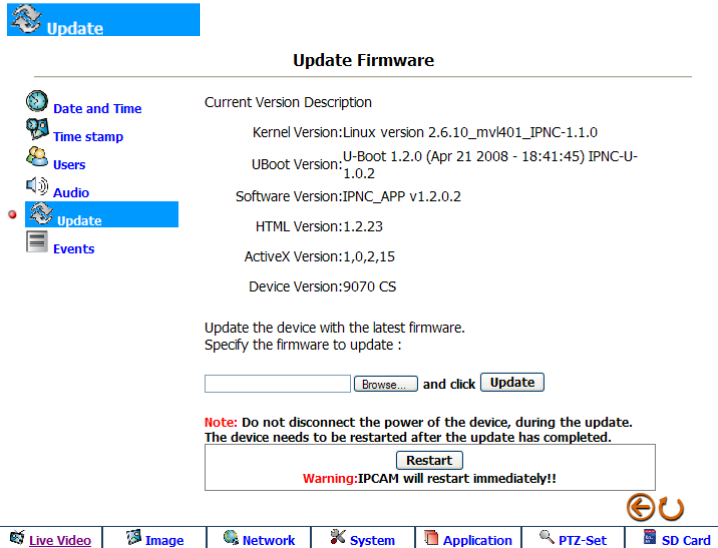 Update
Update Firmware
Date and Time
Time stamp
Users
Audio
Update
Events
Current Version Description
Kernel Version:Linux version 2.6.10_mvl401_IPNC-1.1.0
UBoot Version:U-Boot 1.2.0 (Apr 21 2008 - 18:41:45) IPNC-U-
1.0.2
Software Version:IPNC_APP v1.2.0.2
HTML Version:1.2.23
ActiveX Version:1,0,2,15
Device Version:9070 CS
Update the device with the latest firmware.
Specify the firmware to update :
Browse... and click Update
Note: Do not disconnect the power of the device, during the update.
The device needs to be restarted after the update has completed.
Restart
Warning:IPCAM will restart immediately!!
Live Video Image Network System Application PTZ-Set SD Card